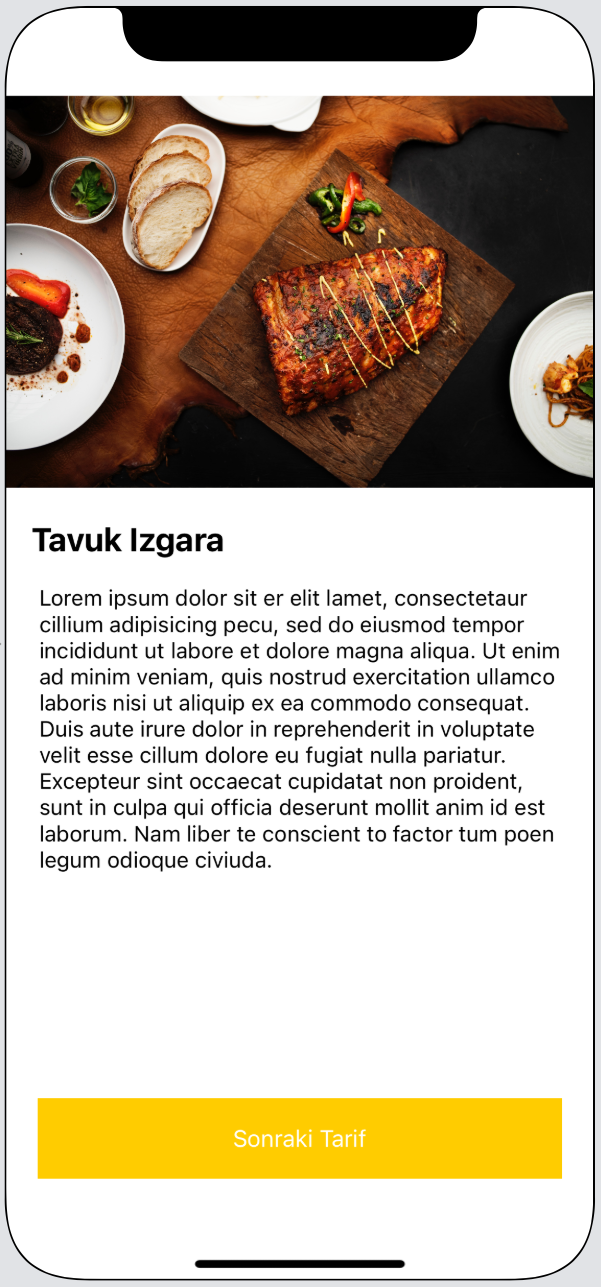 Tavuk Izgara
Lorem ipsum dolor sit er elit lamet, consectetaur
cillium adipisicing pecu, sed do eiusmod tempor
incididunt ut labore et dolore magna aliqua. Ut enim
ad minim veniam, quis nostrud exercitation ullamco
laboris nisi ut aliquip ex ea commodo consequat.
Duis aute irure dolor in reprehenderit in voluptate
velit esse cillum dolore eu fugiat nulla pariatur.
Excepteur sint occaecat cupidatat non proident,
sunt in culpa qui officia deserunt mollit anim id est
laborum. Nam liber te conscient to factor tum poen
legum odioque civiuda.
Sonraki Tarif